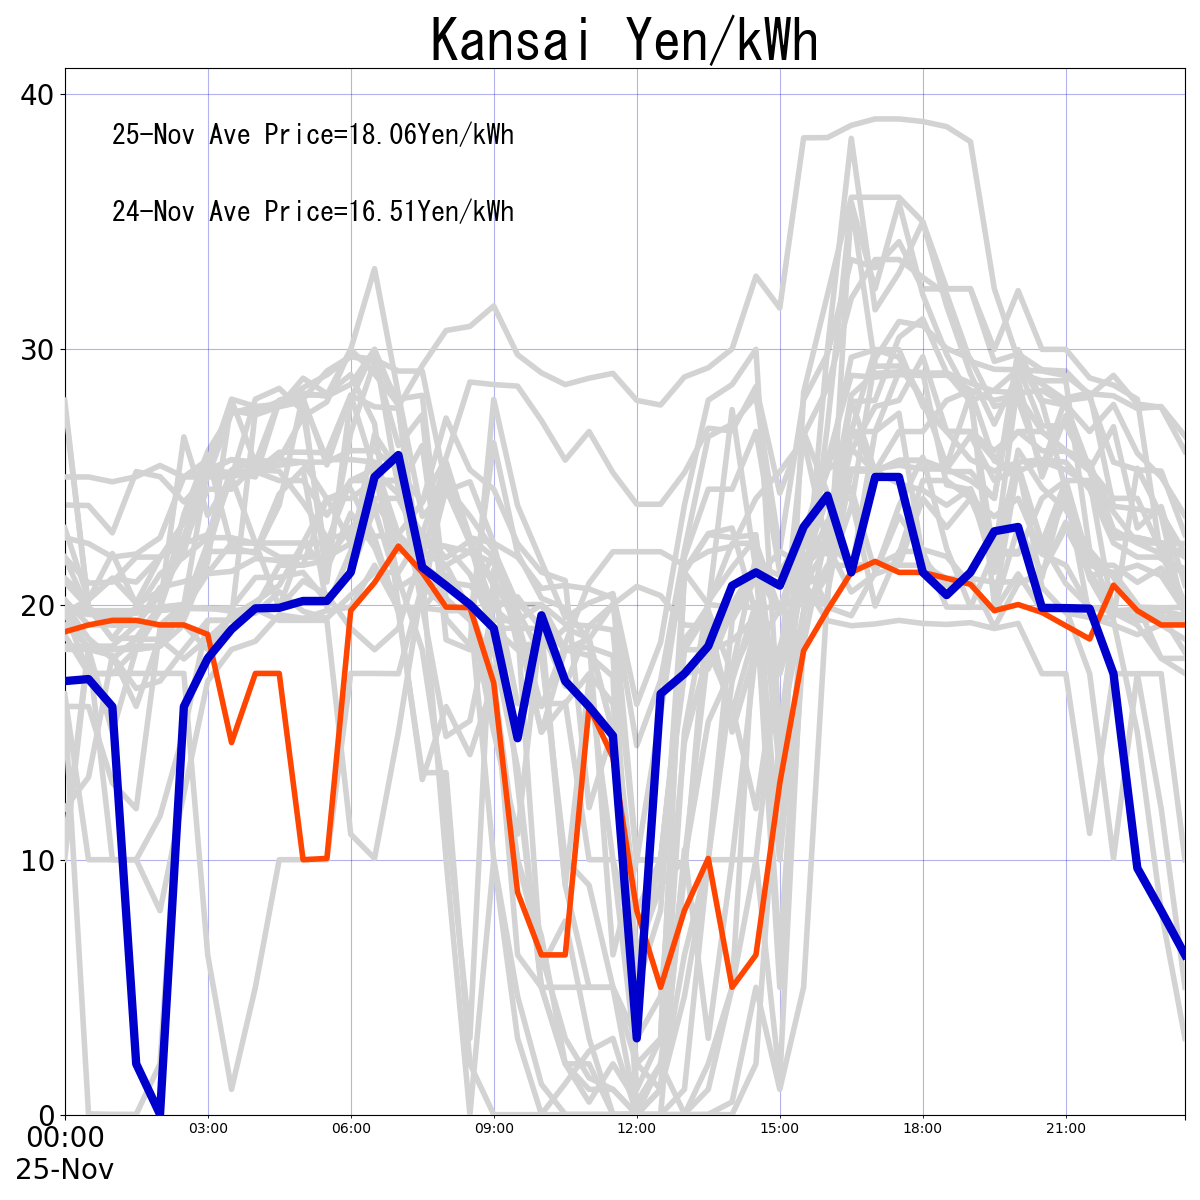 Kansai Yen/kWh
40
25-Nov Ave Price=18.06Yen/kWh
24-Nov Ave Price=16.51Yen/kWh
30
20
10
0
00:00 03:00 06:00 09:00 12:00 15:00 18:00 21:00
25-Nov